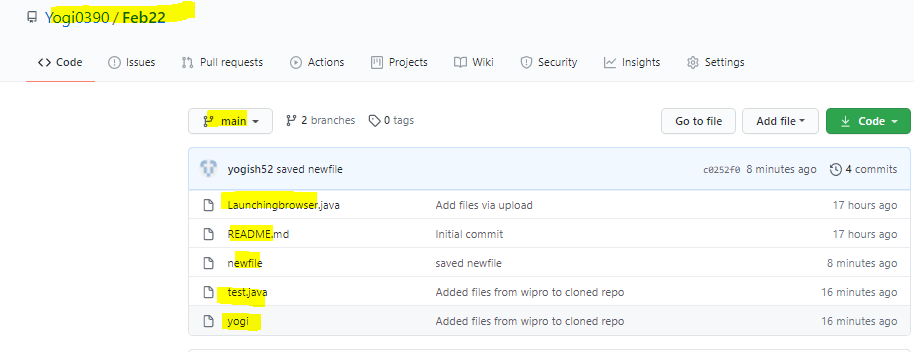 Yogi0390 / Feb22
Code Issues Pull requests Actions Projects Wiki Security Insights Settings
main 2 branches 0 tags Go to file Add file Code
yogish52 saved newfile c0252f0 8 minutes ago 4 commits
Launchingbrowser.java Add files via upload 17 hours ago
README.md Initial commit 17 hours ago
newfile saved newfile 8 minutes ago
test.java Added files from wipro to cloned repo 16 minutes ago
yogi Added files from wipro to cloned repo 16 minutes ago